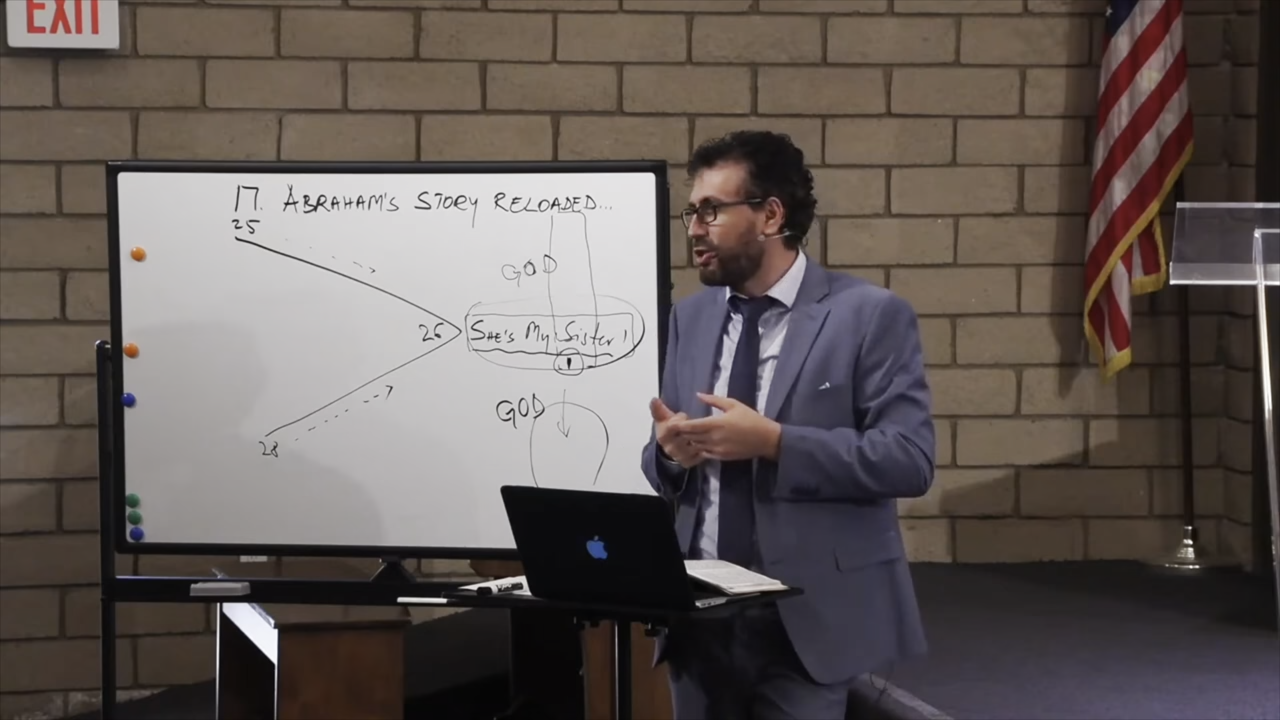 EXIT
17. ABRAHAM'S STORY RELOADED...
25
GOD
26 SHE'S My Sister!
!
GOD
28